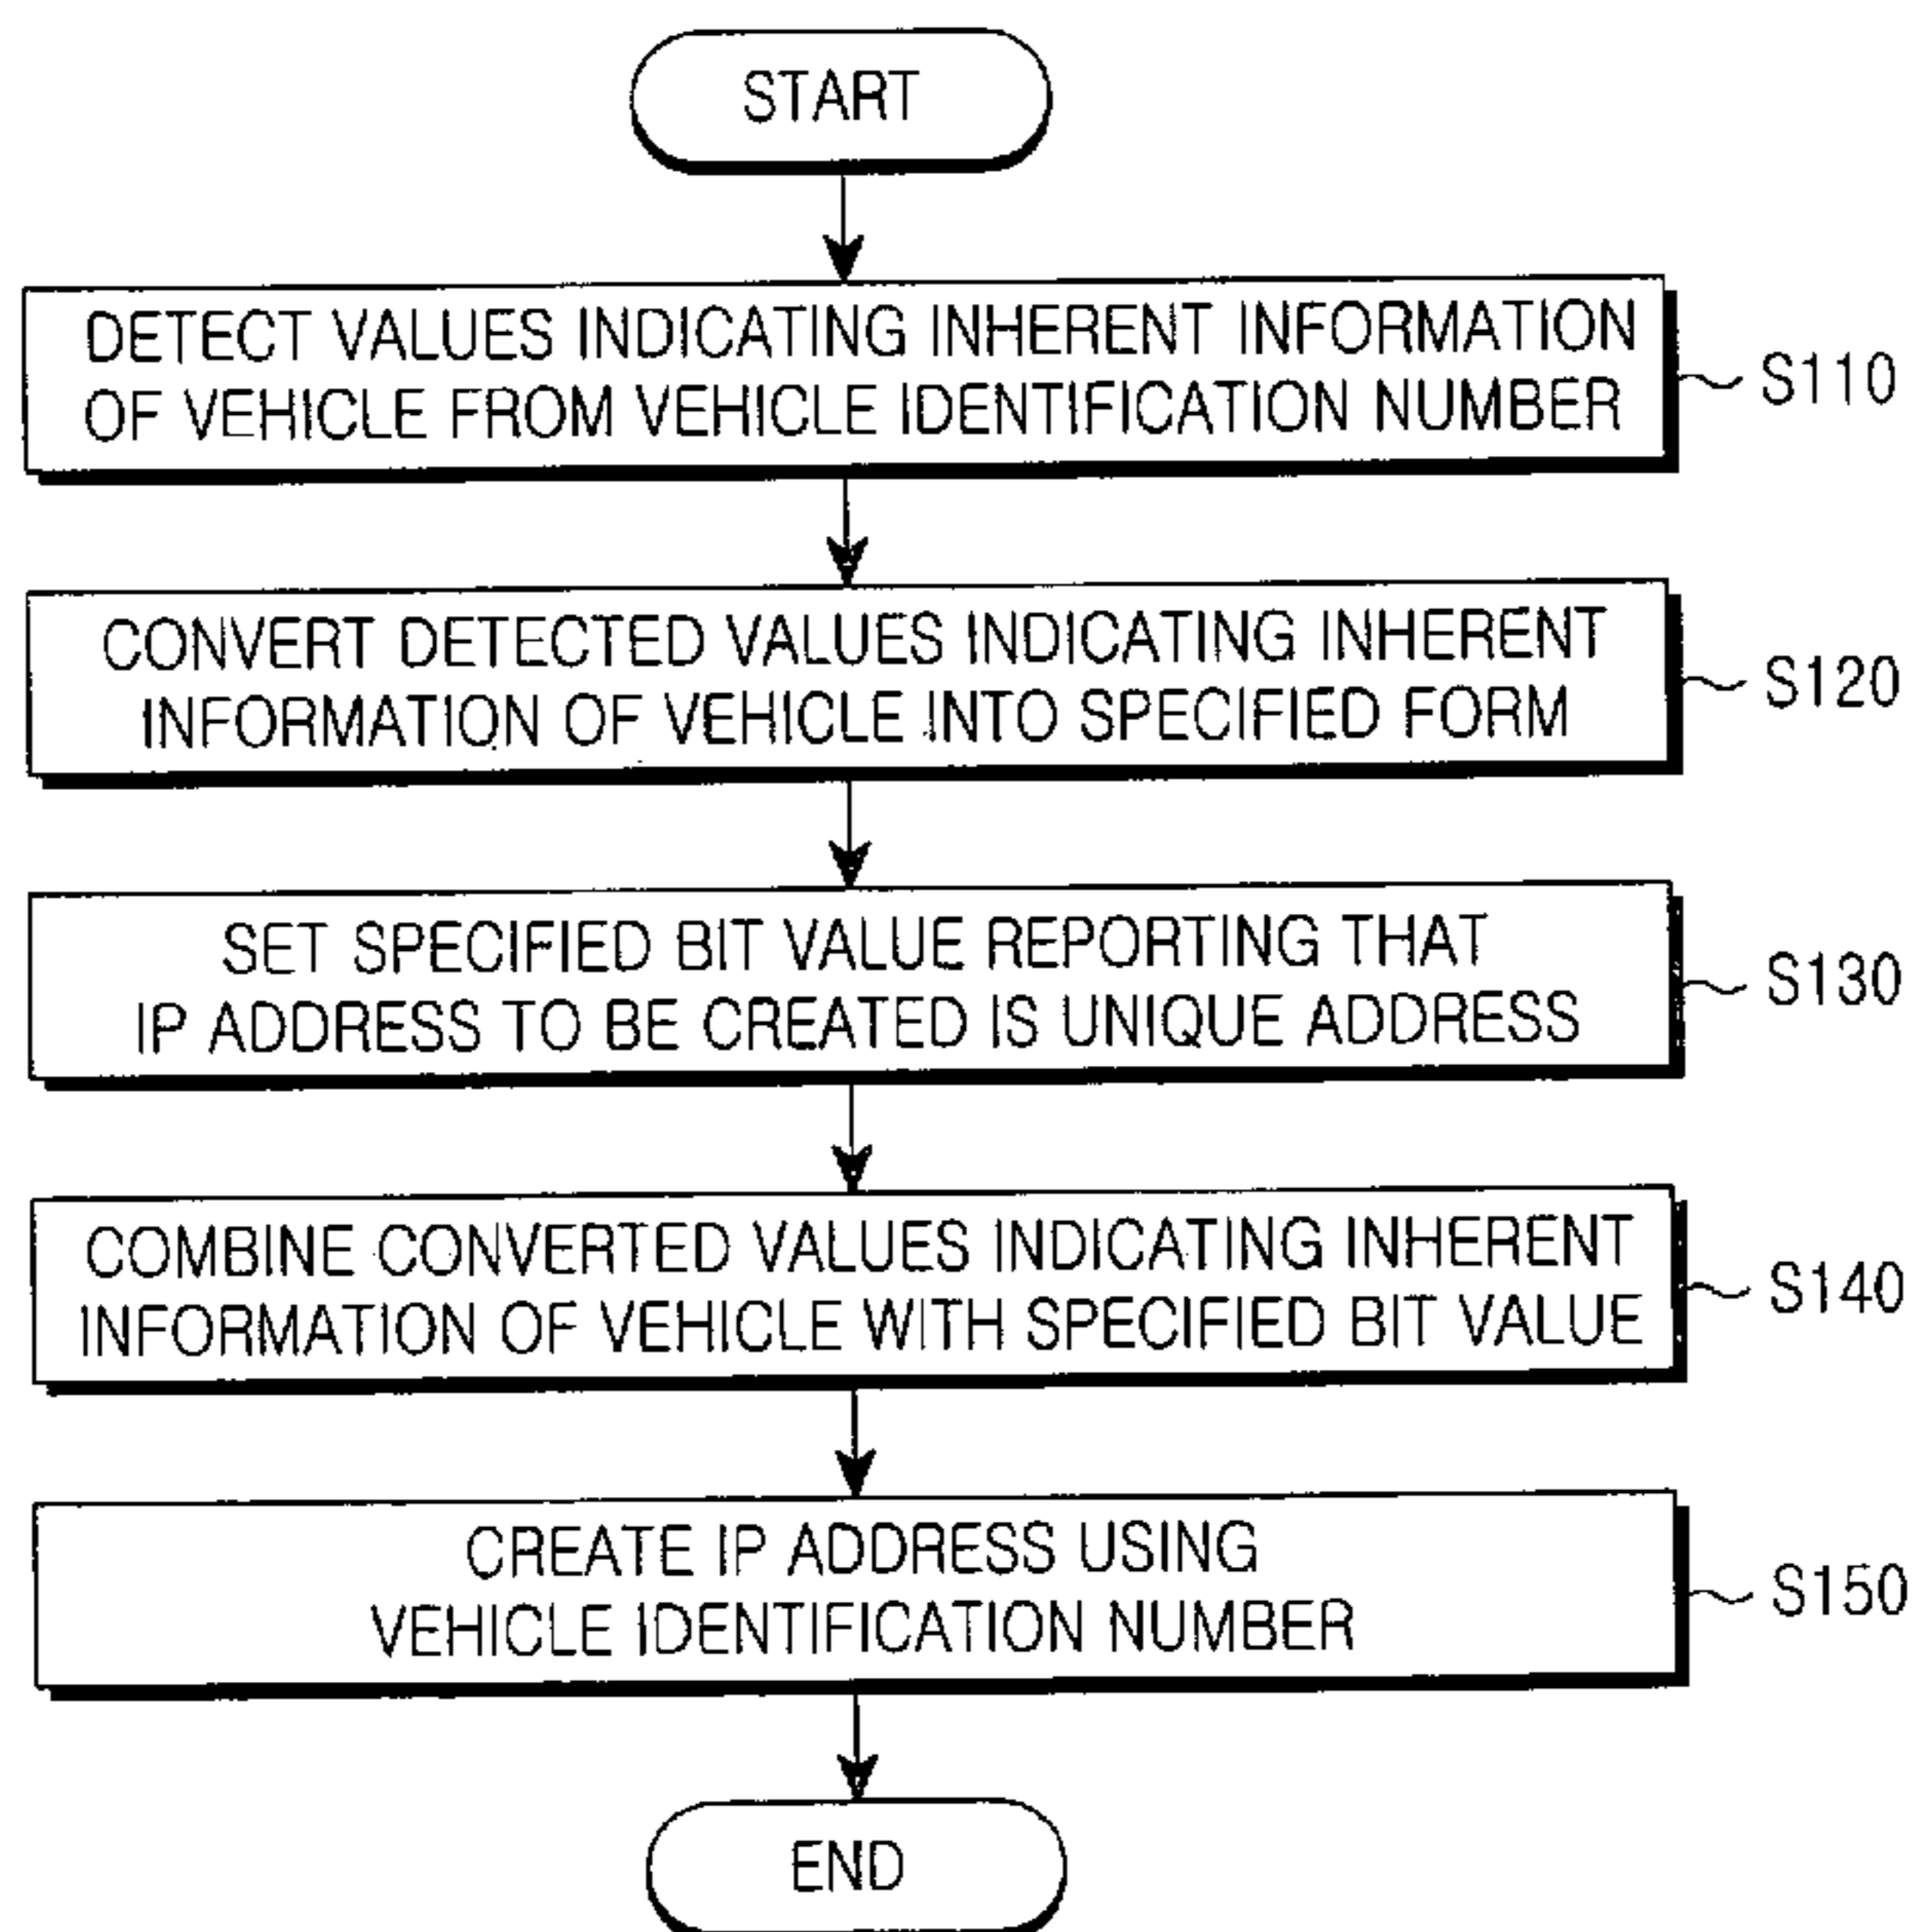 START
DETECT VALUES INDICATING INHERENT INFORMATION
OF VEHICLE FROM VEHICLE IDENTIFICATION NUMBER
S110
CONVERT DETECTED VALUES INDICATING INHERENT
INFORMATION OF VEHICLE INTO SPECIFIED FORM
S120
SET SPECIFIED BIT VALUE REPORTING THAT
IP ADDRESS TO BE CREATED IS UNIQUE ADDRESS
S130
COMBINE CONVERTED VALUES INDICATING INHERENT
INFORMATION OF VEHICLE WITH SPECIFIED BIT VALUE
S140
CREATE IP ADDRESS USING
VEHICLE IDENTIFICATION NUMBER
S150
END